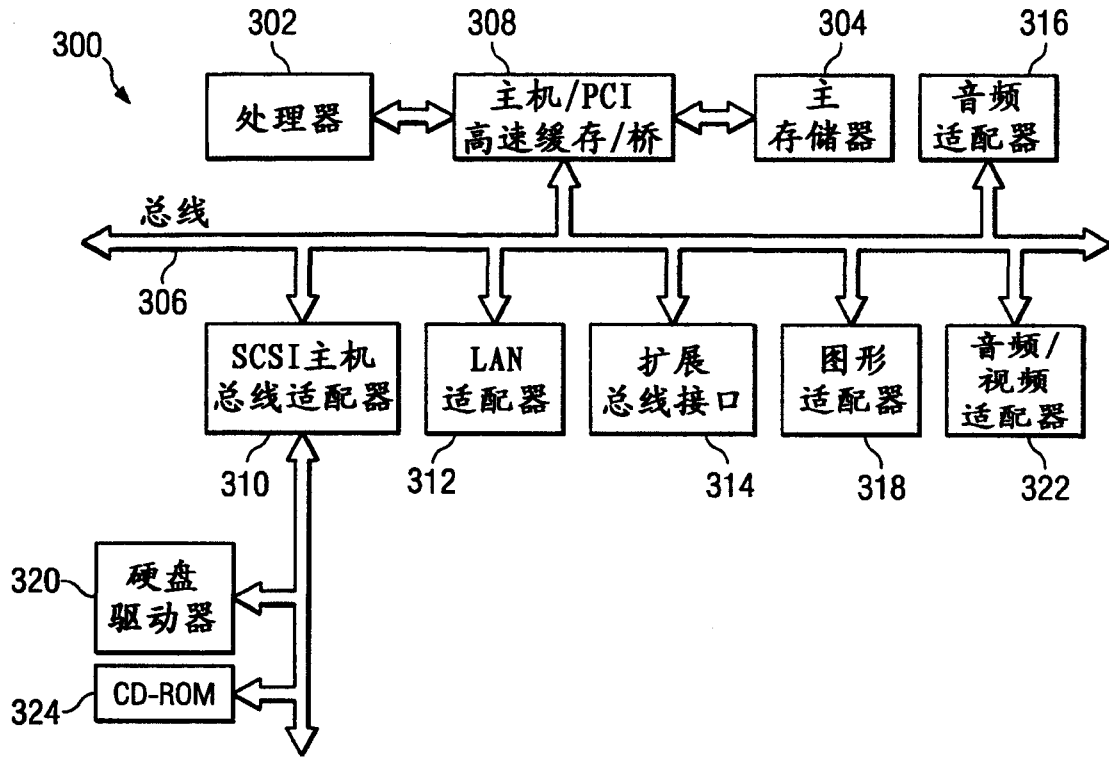 300
302
308
304
316
处理器
主机/PCI
高速缓存/桥
主
存储器
音频
适配器
总线
306
SCSI主机
总线适配器
LAN
适配器
扩展
总线接口
图形
适配器
音频/
视频
适配器
310
312
314
318
322
320
硬盘
驱动器
324
CD-ROM